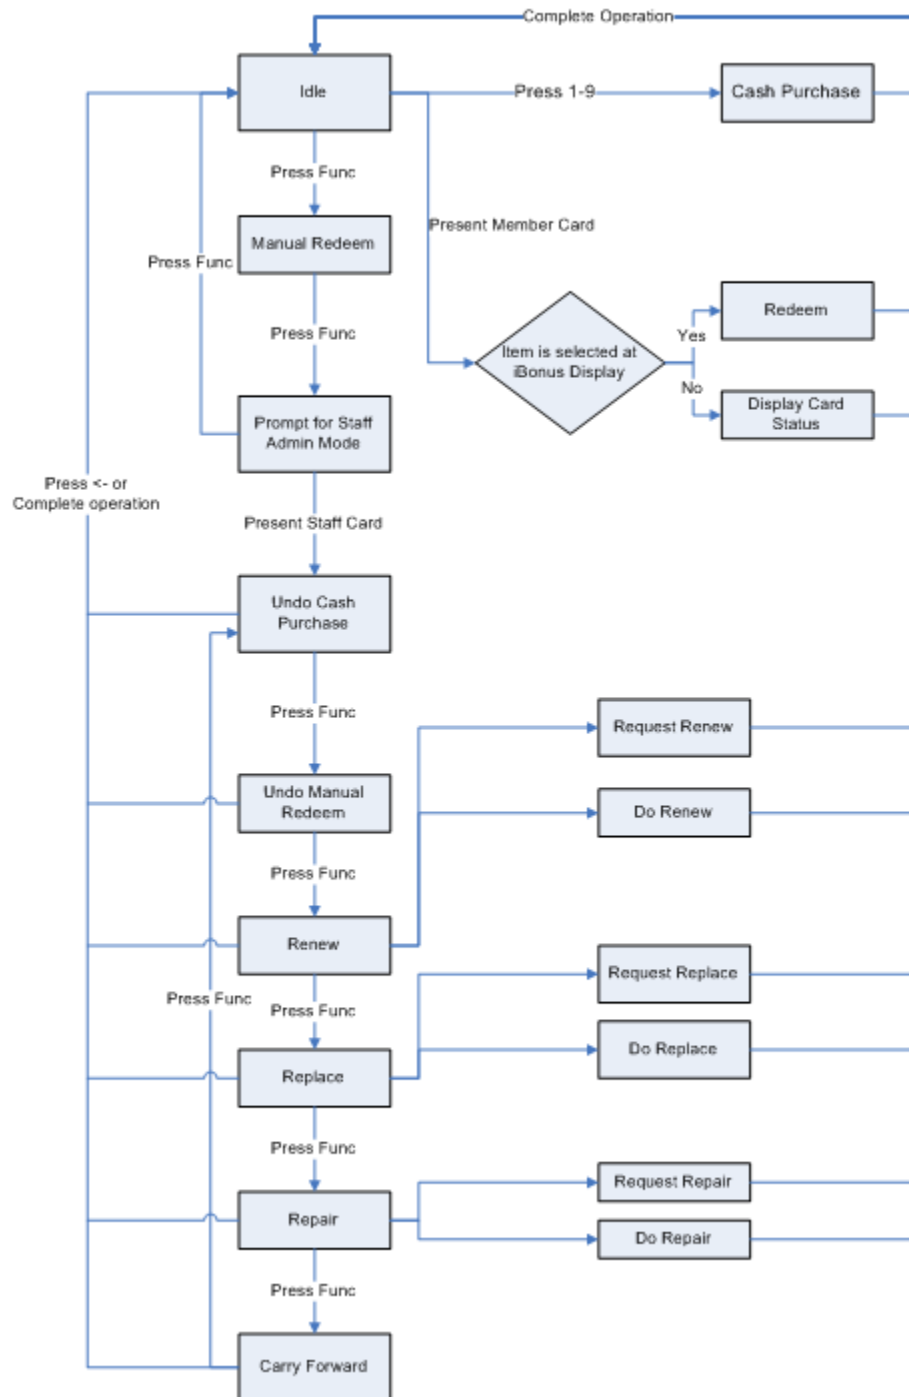 Complete Operation
Idle
Press 1-9
Cash Purchase
Press Func
Present Member Card
Manual Redeem
Press Func
Press Func
Redeem
Yes
Item is selected at
iBonus Display
No
Display Card
Status
Prompt for Staff
Admin Mode
Press <- or
Complete operation
Present Staff Card
Undo Cash
Purchase
Press Func
Request Renew
Undo Manual
Redeem
Do Renew
Press Func
Renew
Request Replace
Press Func
Press Func
Do Replace
Replace
Press Func
Request Repair
Repair
Do Repair
Press Func
Carry Forward